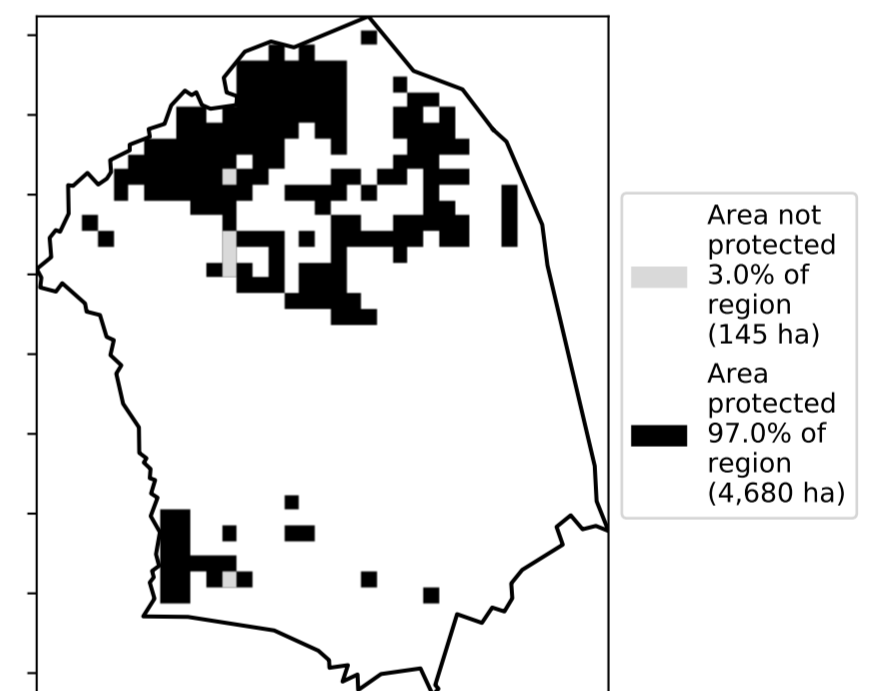 Area not
protected
3.0% of
region
(145 ha)
Area
protected
97.0% of
region
(4,680 ha)